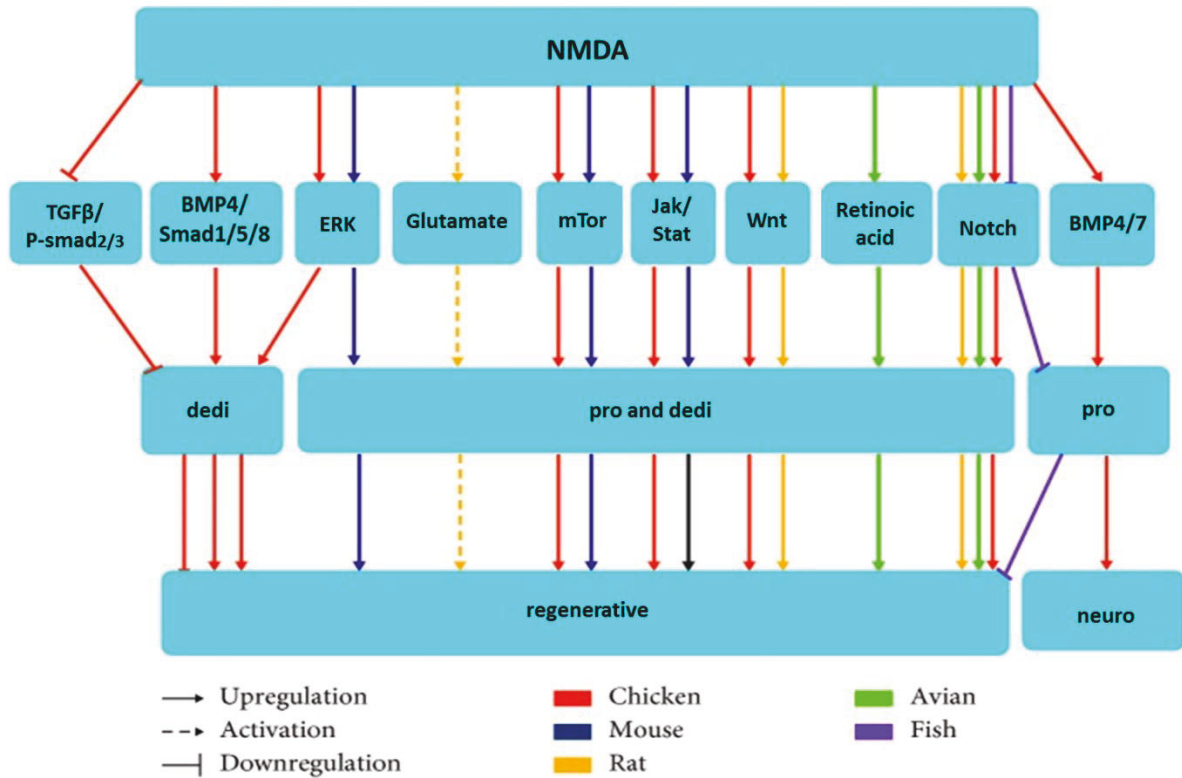 NMDA
TGFβ/
P-smad2/3
BMP4/
Smad1/5/8
ERK
Glutamate
mTor
Jak/
Stat
Wnt
Retinoic
acid
Notch
BMP4/7
dedi
pro and dedi
pro
regenerative
neuro
Upregulation
Activation
Downregulation
Chicken
Mouse
Rat
Avian
Fish